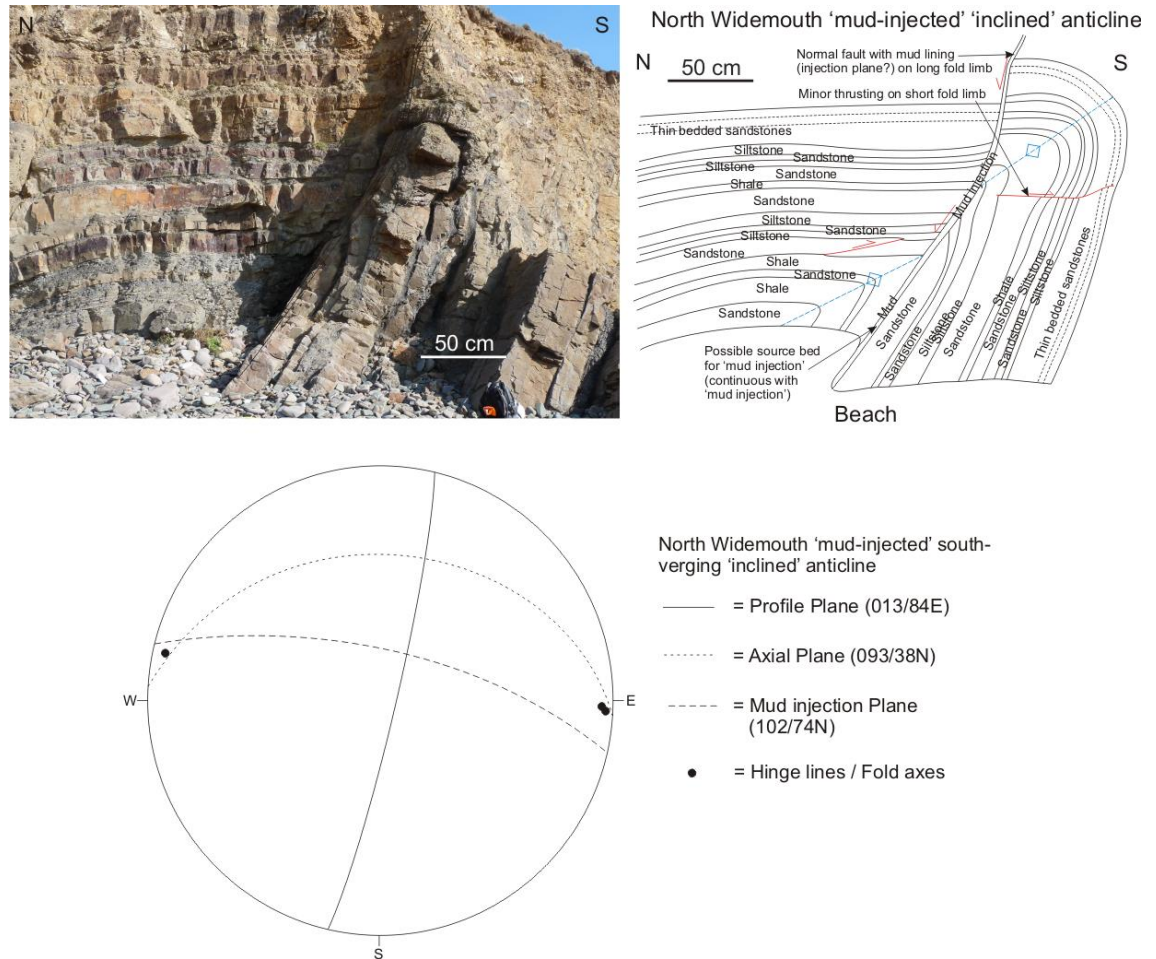 N
S
50 cm
North Widemouth 'mud-injected' 'inclined' anticline
N
50 cm
S
Normal fault with mud lining
(injection plane?) on long fold limb
Minor thrusting on short fold limb
Thin bedded sandstones
Siltstone
Sandstone
Siltstone
Sandstone
Shale
Sandstone
Mud injection
Siltstone
Sandstone
Siltstone
Sandstone
Shale
Sandstone
Shale
Sandstone
Mud
Sandstone
Sandstone
Siltstone
Sandstone
Sandstone
Shale
Sandstone
Siltstone
Sandstone
Siltstone
Thin bedded sandstones
Possible source bed
for 'mud injection'
(continuous with
'mud injection')
Beach
W
E
S
North Widemouth 'mud-injected' south-
verging 'inclined' anticline
= Profile Plane (013/84E)
= Axial Plane (093/38N)
= Mud injection Plane
(102/74N)
= Hinge lines / Fold axes